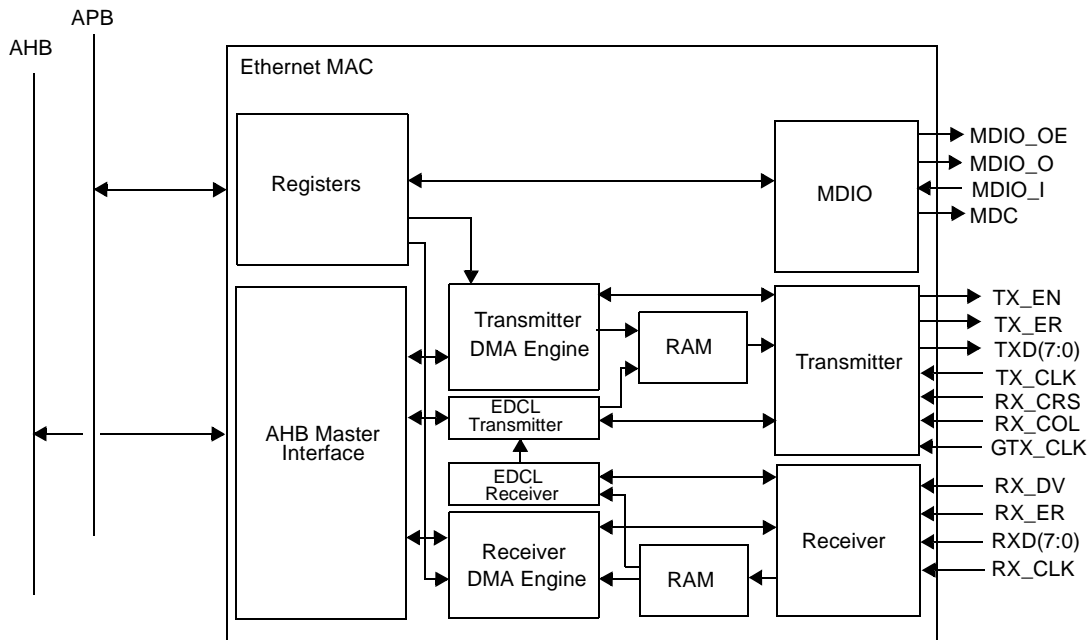 APB
AHB
Ethernet MAC
Registers
MDIO
MDIO_OE
MDIO_O
MDIO_I
MDC
Transmitter
DMA Engine
RAM
Transmitter
TX_EN
TX_ER
TXD(7:0)
TX_CLK
RX_CRS
RX_COL
GTX_CLK
AHB Master
Interface
EDCL
Transmitter
EDCL
Receiver
Receiver
DMA Engine
RAM
Receiver
RX_DV
RX_ER
RXD(7:0)
RX_CLK